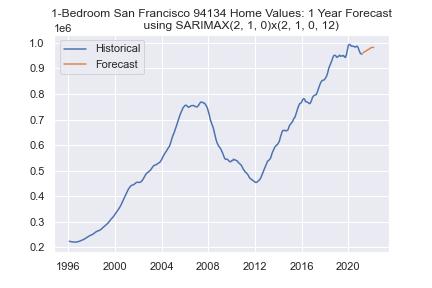 1-Bedroom San Francisco 94134 Home Values: 1 Year Forecast
using SARIMAX(2, 1, 0)x(2, 1, 0, 12)
1e6
Historical
Forecast
1.0
0.9
0.8
0.7
0.6
0.5
0.4
0.3
0.2
1996 2000 2004 2008 2012 2016 2020